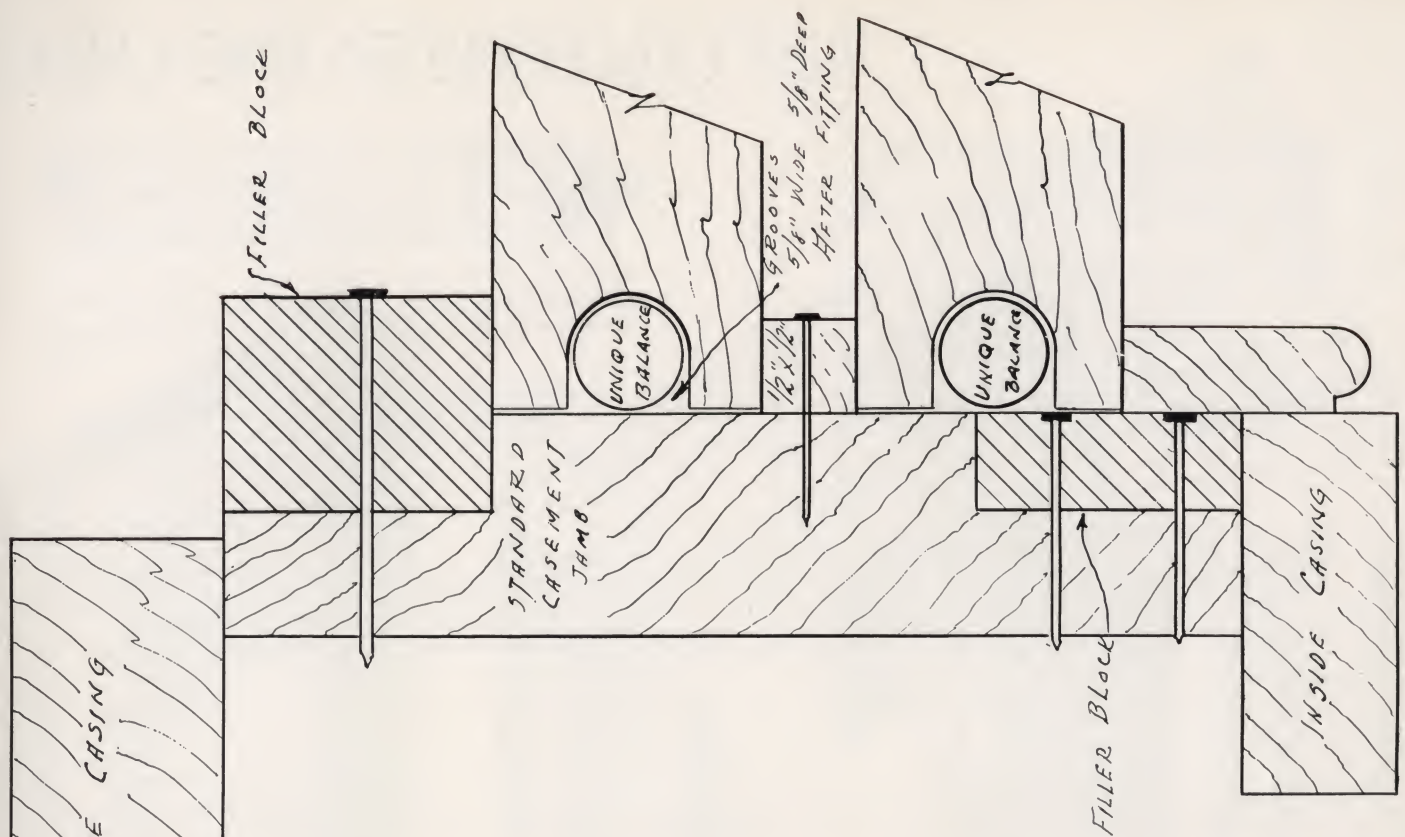 FILLER BLOCK
GROOVES
5/8" WIDE 5/8" DEEP
AFTER FITTING
UNIQUE
BALANCE
1/2" X 1/2"
UNIQUE
BALANCE
STANDARD
CASEMENT
JAMB
E CASING
FILLER BLOCK
INSIDE CASING